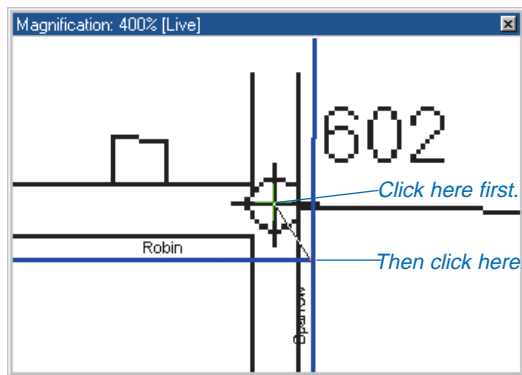 Magnification: 400% [Live]
602
Click here first.
Robin
Then click here
Sparrow